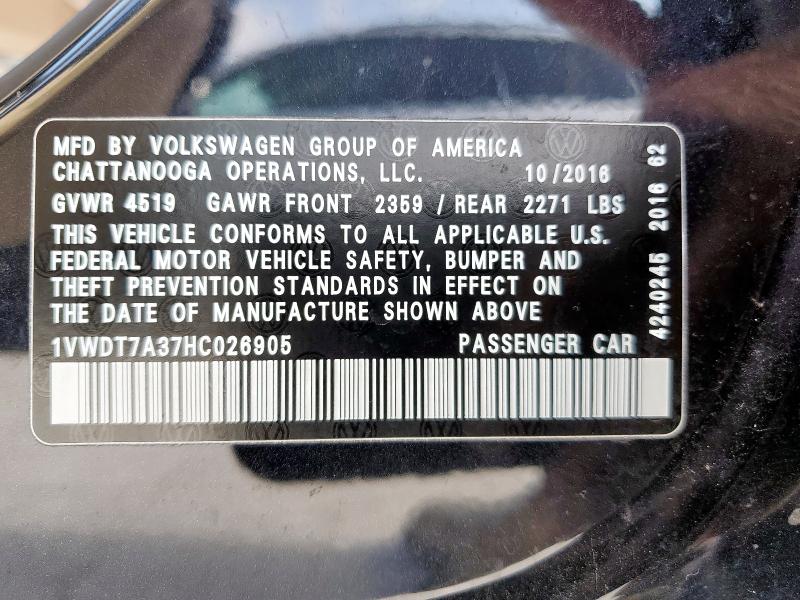 MFD BY VOLKSWAGEN GROUP OF AMERICA
CHATTANOOGA OPERATIONS, LLC. 10/2016
GVWR 4519 GAWR FRONT 2359 / REAR 2271 LBS
THIS VEHICLE CONFORMS TO ALL APPLICABLE U.S.
FEDERAL MOTOR VEHICLE SAFETY, BUMPER AND
THEFT PREVENTION STANDARDS IN EFFECT ON
THE DATE OF MANUFACTURE SHOWN ABOVE
1VWDT7A37HC026905 PASSENGER CAR
4240245 2016 62